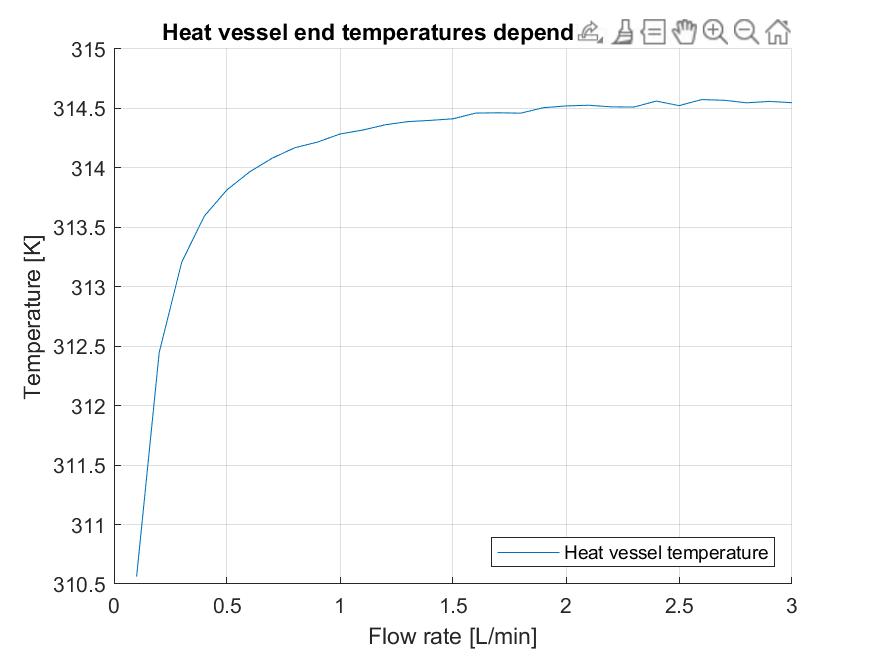 Heat vessel end temperatures depend
315
314.5
314
313.5
313
312.5
312
311.5
311
310.5
Temperature [K]
Heat vessel temperature
0 0.5 1 1.5 2 2.5 3
Flow rate [L/min]